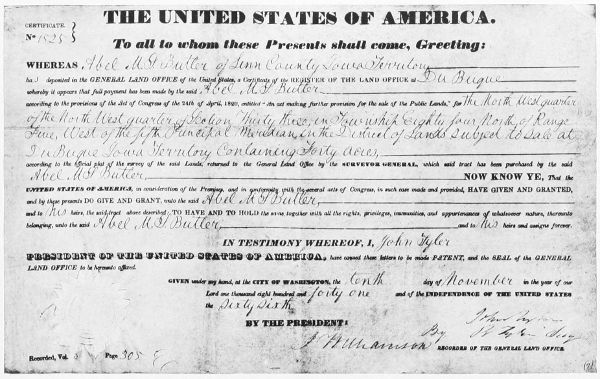 THE UNITED STATES OF AMERICA.
CERTIFICATE.
No 1525
To all to whom these Presents shall come, Greeting:
WHEREAS Abel M. Butler of Linn County Iowa Territory
ha deposited in the GENERAL LAND OFFICE of the United States, a Certificate of the REGISTER OF THE LAND OFFICE at Du Buque
whereby it appears that full payment has been made by the said Abel M. Butler
according to the provisions of the Act of Congress of the 24th of April, 1820, entitled "An act making further provision for the sale of the Public Lands," for The North West quarter
of the North West quarter of Section Thirty three, in Township eighty four North, of Range
Five, West of the fifth Principal Meridian, in the District of Lands subject to sale at
Du Buque Iowa Territory Containing Forty acres,
according to the official plat of the survey of the said Lands, returned to the General Land Office by the SURVEYOR GENERAL, which said tract has been purchased by the said
Abel M. Butler, NOW KNOW YE, That the
UNITED STATES OF AMERICA, in consideration of the Premises, and in conformity with the several acts of Congress, in such case made and provided, HAVE GIVEN AND GRANTED,
and by these presents DO GIVE AND GRANT, unto the said Abel M. Butler,
and to his heirs, the said tract above described; TO HAVE AND TO HOLD the same, together with all the rights, privileges, immunities, and appurtenances of whatsoever nature, thereunto
belonging, unto the said Abel M. Butler, and to his heirs and assigns forever.
IN TESTIMONY WHEREOF, I, John Tyler
PRESIDENT OF THE UNITED STATES OF AMERICA, have caused these letters to be made PATENT, and the SEAL of the GENERAL
LAND OFFICE to be hereunto affixed.
GIVEN under my hand, at the CITY OF WASHINGTON, the tenth day of November in the year of our
Lord one thousand eight hundred and forty one and of the INDEPENDENCE OF THE UNITED STATES
the Sixty Sixth
BY THE PRESIDENT: John Tyler
By Tyler Secy
J Williamson RECORDER OF THE GENERAL LAND OFFICE.
Recorded, Vol. Page 305